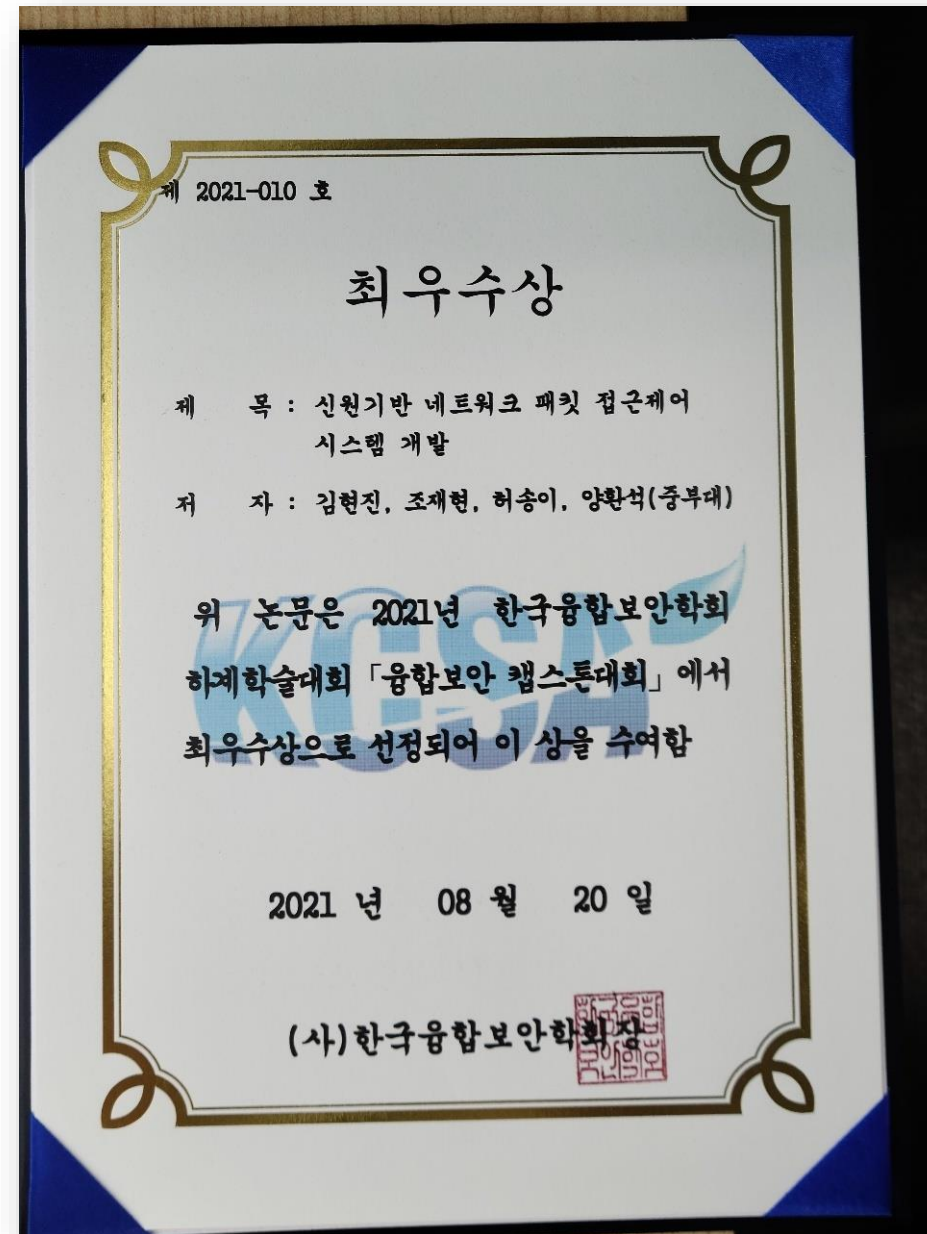 제 2021-010 호
최우수상
제 목 : 신원기반 네트워크 패킷 접근제어
시스템 개발
저 자 : 김현진, 조재현, 허송이, 양환석(중부대)
KCSA
위 논문은 2021년 한국융합보안학회
하계학술대회 「융합보안 캡스톤대회」에서
최우수상으로 선정되어 이 상을 수여함
2021 년 08 월 20 일
(사)한국융합보안학회장